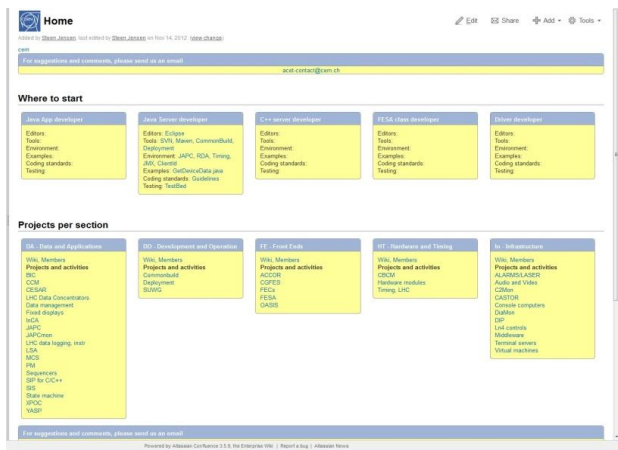 Home
Edit Share Add Tools
Added by Steen Jensen, last edited by Steen Jensen on Nov 14, 2012 (view change)
cern
For suggestions and comments, please send us an email
acet-contact@cern.ch
Where to start
Java App developer
Editors:
Tools:
Environment:
Examples:
Coding standards:
Testing:
Java Server developer
Editors: Eclipse
Tools: SVN, Maven, CommonBuild,
Deployment
Environment: JAPC, RDA, Timing,
JMX, ClientId
Examples: GetDeviceData.java
Coding standards: Guidelines
Testing: TestBed
C++ server developer
Editors:
Tools:
Environment:
Examples:
Coding standards:
Testing:
FESA class developer
Editors:
Tools:
Environment:
Examples:
Coding standards:
Testing:
Driver developer
Editors:
Tools:
Environment:
Examples:
Coding standards:
Testing:
Projects per section
DA - Data and Applications
Wiki, Members
Projects and activities
BIC
CCM
CESAR
LHC Data Concentrators
Data management
Fixed displays
InCA
JAPC
JAPCmon
LHC data logging, instr
LSA
MCS
PM
Sequencers
SIP for C/C++
SIS
State machine
XPOC
YASP
DO - Development and Operation
Wiki, Members
Projects and activities
Commonbuild
Deployment
SUWG
FE - Front Ends
Wiki, Members
Projects and activities
ACCOR
CGFES
FECs
FESA
OASIS
HT - Hardware and Timing
Wiki, Members
Projects and activities
CBCM
Hardware modules
Timing, LHC
In - Infrastructure
Wiki, Members
Projects and activities
ALARMS/LASER
Audio and Video
C2Mon
CASTOR
Console computers
DiaMon
DIP
Ln4 controls
Middleware
Terminal servers
Virtual machines
For suggestions and comments, please send us an email
Powered by Atlassian Confluence 3.5.9, the Enterprise Wiki | Report a bug | Atlassian News